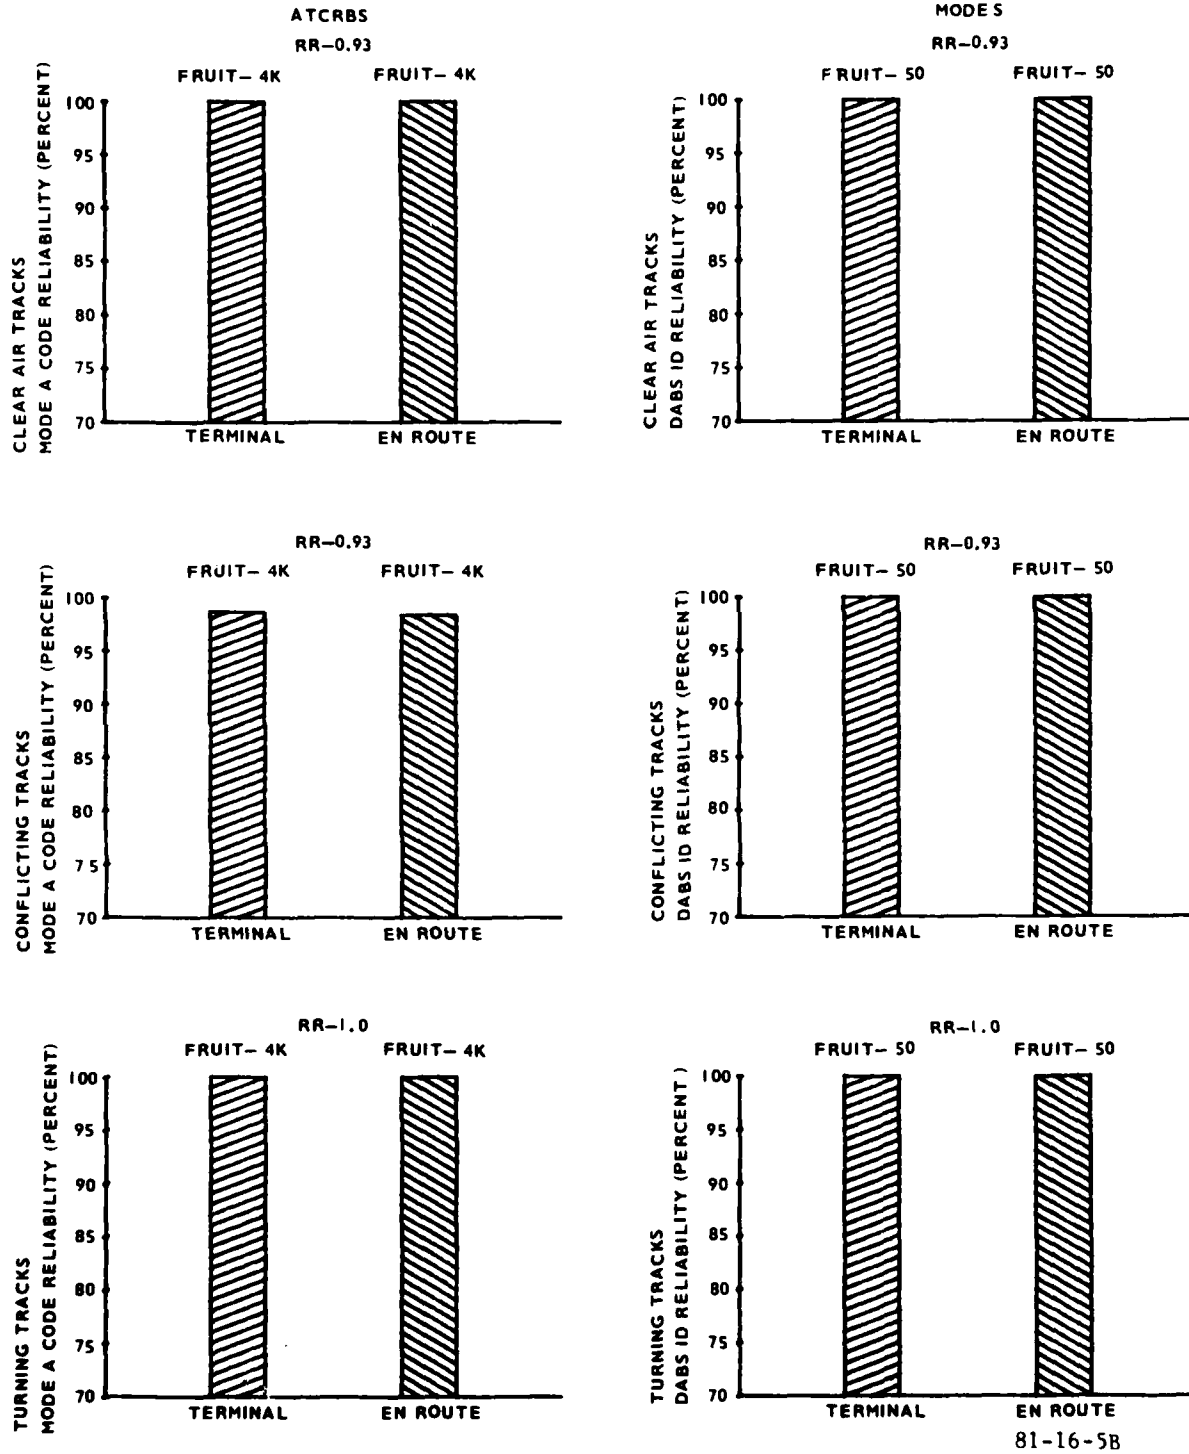 ATCRBS
RR-0.93
FRUIT- 4K FRUIT- 4K
CLEAR AIR TRACKS
MODE A CODE RELIABILITY (PERCENT)
100
95
90
85
80
75
70
TERMINAL EN ROUTE
MODE S
RR-0.93
FRUIT- 50 FRUIT- 50
CLEAR AIR TRACKS
DABS ID RELIABILITY (PERCENT)
100
95
90
85
80
75
70
TERMINAL EN ROUTE
RR-0.93
FRUIT- 4K FRUIT- 4K
CONFLICTING TRACKS
MODE A CODE RELIABILITY (PERCENT)
100
95
90
85
80
75
70
TERMINAL EN ROUTE
RR-0.93
FRUIT- 50 FRUIT- 50
CONFLICTING TRACKS
DABS ID RELIABILITY (PERCENT)
100
95
90
85
80
75
70
TERMINAL EN ROUTE
RR-1.0
FRUIT- 4K FRUIT- 4K
TURNING TRACKS
MODE A CODE RELIABILITY (PERCENT)
100
95
90
85
80
75
70
TERMINAL EN ROUTE
RR-1.0
FRUIT- 50 FRUIT- 50
TURNING TRACKS
DABS ID RELIABILITY (PERCENT)
100
95
90
85
80
75
70
TERMINAL EN ROUTE
81-16-5B